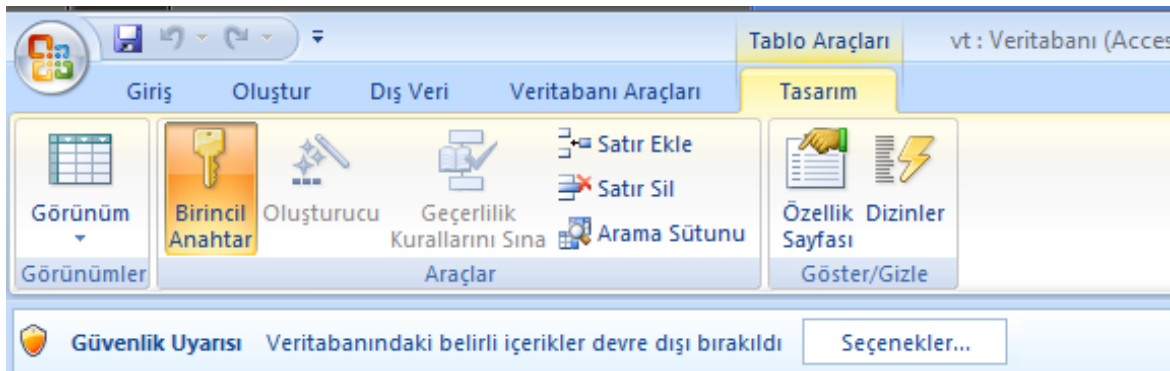 Tablo Araçları
vt : Veritabanı (Acces
Giriş Oluştur Dış Veri Veritabanı Araçları Tasarım
Görünüm
Birincil
Anahtar
Oluşturucu
Geçerlilik
Kurallarını Sına
Satır Ekle
Satır Sil
Arama Sütunu
Özellik
Sayfası
Dizinler
Görünümler
Araçlar
Göster/Gizle
Güvenlik Uyarısı Veritabanındaki belirli içerikler devre dışı bırakıldı Seçenekler...